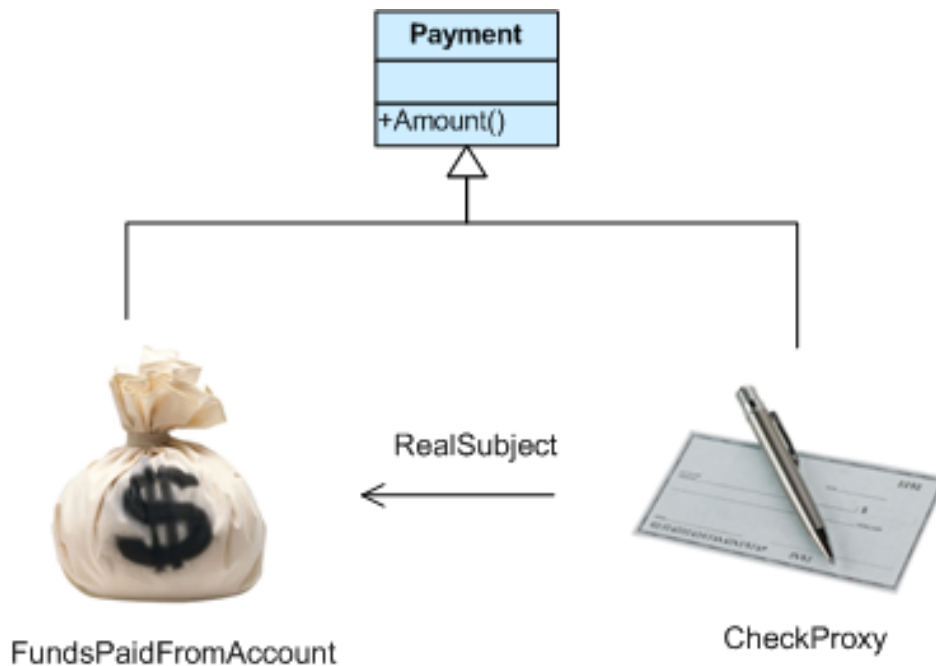 Payment
+Amount()
RealSubject
$
FundsPaidFromAccount
CheckProxy